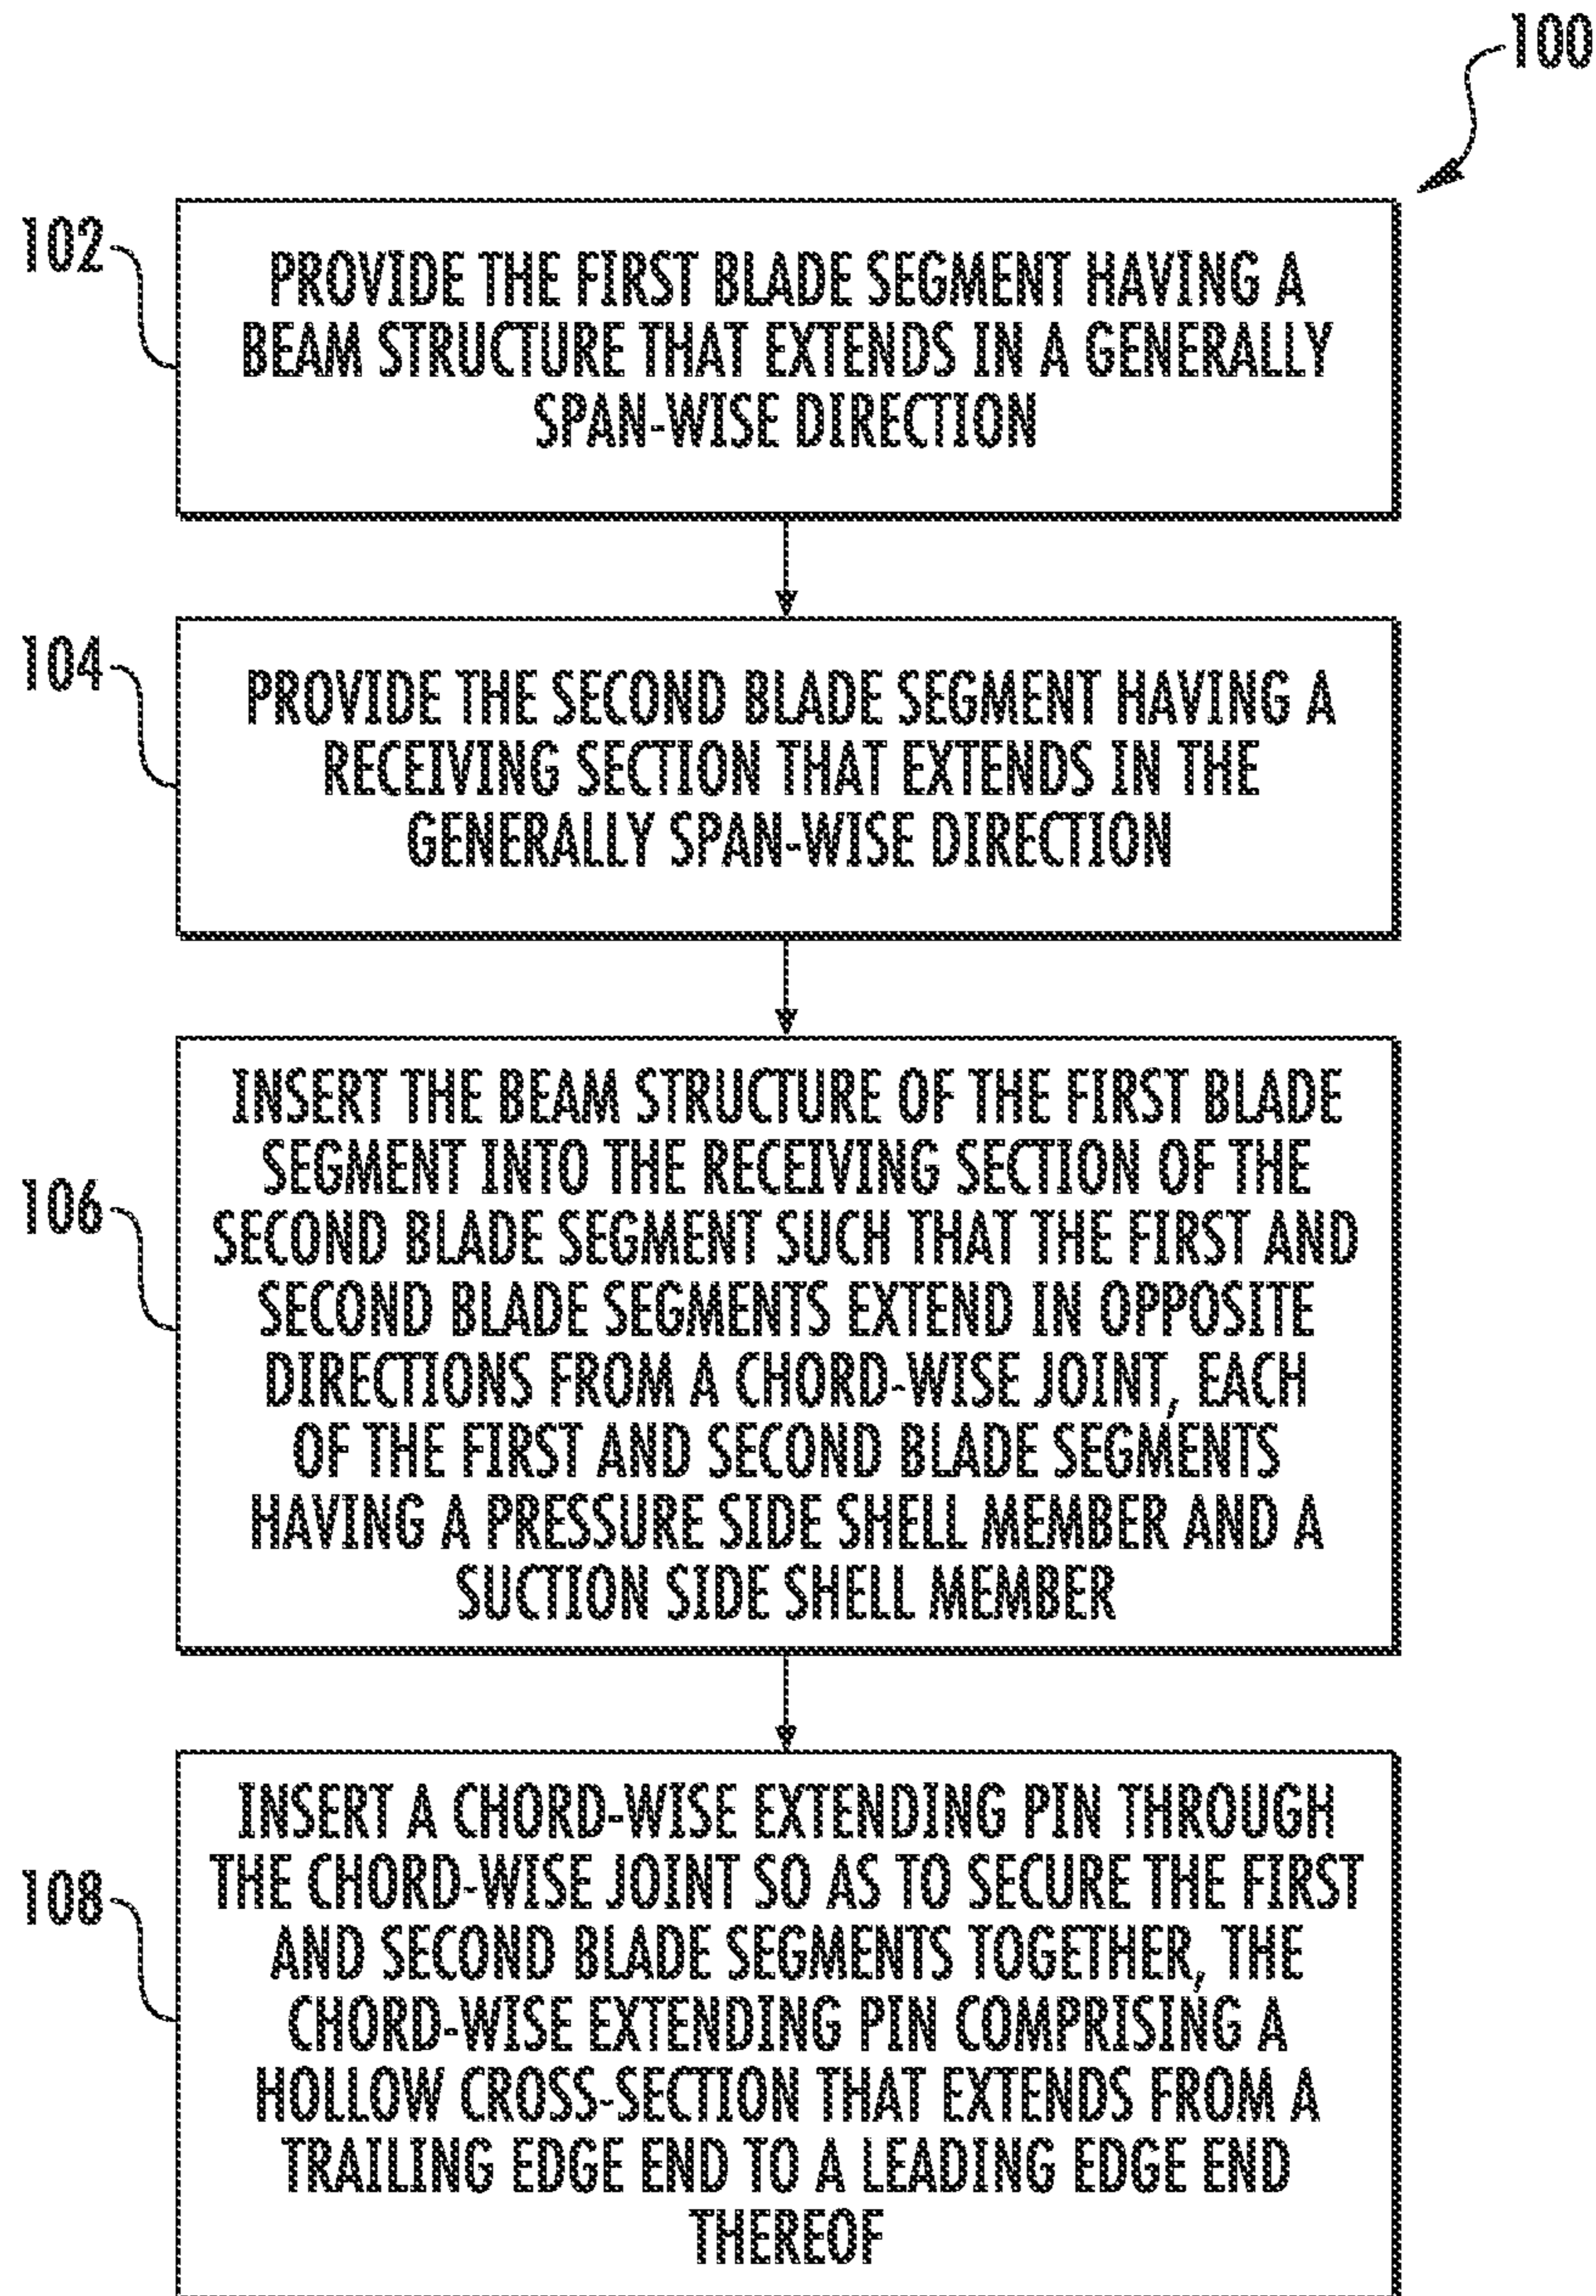 100
102
PROVIDE THE FIRST BLADE SEGMENT HAVING A
BEAM STRUCTURE THAT EXTENDS IN A GENERALLY
SPAN-WISE DIRECTION
104
PROVIDE THE SECOND BLADE SEGMENT HAVING A
RECEIVING SECTION THAT EXTENDS IN THE
GENERALLY SPAN-WISE DIRECTION
106
INSERT THE BEAM STRUCTURE OF THE FIRST BLADE
SEGMENT INTO THE RECEIVING SECTION OF THE
SECOND BLADE SEGMENT SUCH THAT THE FIRST AND
SECOND BLADE SEGMENTS EXTEND IN OPPOSITE
DIRECTIONS FROM A CHORD-WISE JOINT, EACH
OF THE FIRST AND SECOND BLADE SEGMENTS
HAVING A PRESSURE SIDE SHELL MEMBER AND A
SUCTION SIDE SHELL MEMBER
108
INSERT A CHORD-WISE EXTENDING PIN THROUGH
THE CHORD-WISE JOINT SO AS TO SECURE THE FIRST
AND SECOND BLADE SEGMENTS TOGETHER, THE
CHORD-WISE EXTENDING PIN COMPRISING A
HOLLOW CROSS-SECTION THAT EXTENDS FROM A
TRAILING EDGE END TO A LEADING EDGE END
THEREOF